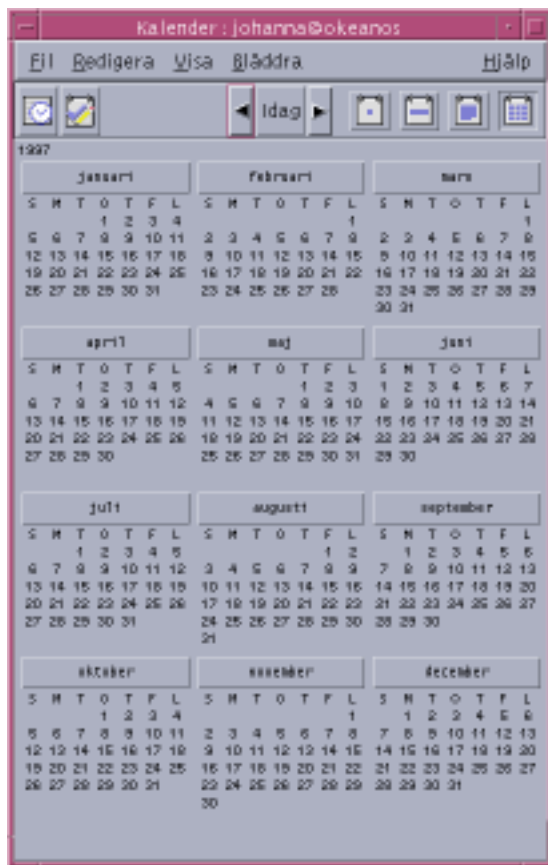 Kalender : johanna@okeanos
Fil Redigera Visa Bläddra Hjälp
Idag
1997
januari februari mars
S M T O T F L S M T O T F L S M T O T F L
1 2 3 4 1 1
5 6 7 8 9 10 11 2 3 4 5 6 7 8 2 3 4 5 6 7 8
12 13 14 15 16 17 18 9 10 11 12 13 14 15 9 10 11 12 13 14 15
19 20 21 22 23 24 25 16 17 18 19 20 21 22 16 17 18 19 20 21 22
26 27 28 29 30 31 23 24 25 26 27 28 23 24 25 26 27 28 29
30 31
april maj juni
S M T O T F L S M T O T F L S M T O T F L
1 2 3 4 5 1 2 3 1 2 3 4 5 6 7
6 7 8 9 10 11 12 4 5 6 7 8 9 10 8 9 10 11 12 13 14
13 14 15 16 17 18 19 11 12 13 14 15 16 17 15 16 17 18 19 20 21
20 21 22 23 24 25 26 18 19 20 21 22 23 24 22 23 24 25 26 27 28
27 28 29 30 25 26 27 28 29 30 31 29 30
juli augusti september
S M T O T F L S M T O T F L S M T O T F L
1 2 3 4 5 1 2 1 2 3 4 5 6
6 7 8 9 10 11 12 3 4 5 6 7 8 9 7 8 9 10 11 12 13
13 14 15 16 17 18 19 10 11 12 13 14 15 16 14 15 16 17 18 19 20
20 21 22 23 24 25 26 17 18 19 20 21 22 23 21 22 23 24 25 26 27
27 28 29 30 31 24 25 26 27 28 29 30 28 29 30
31
oktober november december
S M T O T F L S M T O T F L S M T O T F L
1 2 3 4 1 1 2 3 4 5 6
5 6 7 8 9 10 11 2 3 4 5 6 7 8 7 8 9 10 11 12 13
12 13 14 15 16 17 18 9 10 11 12 13 14 15 14 15 16 17 18 19 20
19 20 21 22 23 24 25 16 17 18 19 20 21 22 21 22 23 24 25 26 27
26 27 28 29 30 31 23 24 25 26 27 28 29 28 29 30 31
30